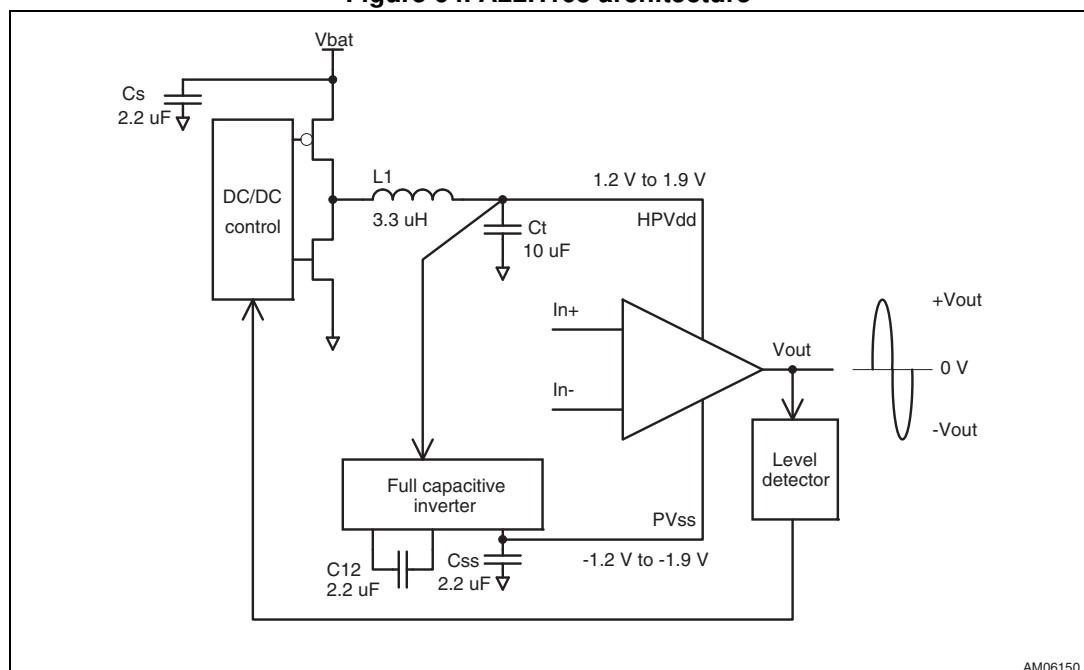 Vbat
Cs
2.2 uF
DC/DC
control
L1
3.3 uH
1.2 V to 1.9 V
HPVdd
Ct
10 uF
In+
In-
Vout
+Vout
0 V
-Vout
Level
detector
Full capacitive
inverter
PVss
-1.2 V to -1.9 V
C12
2.2 uF
Css
2.2 uF
AM06150